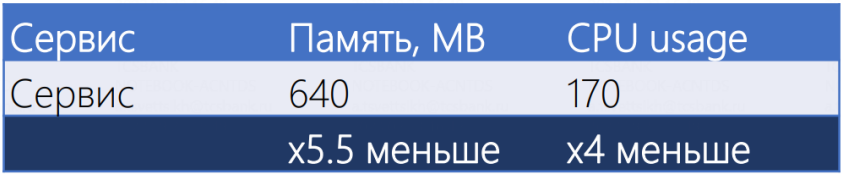 Сервис Память, MB CPU usage
Сервис 640 170
x5.5 меньше x4 меньше